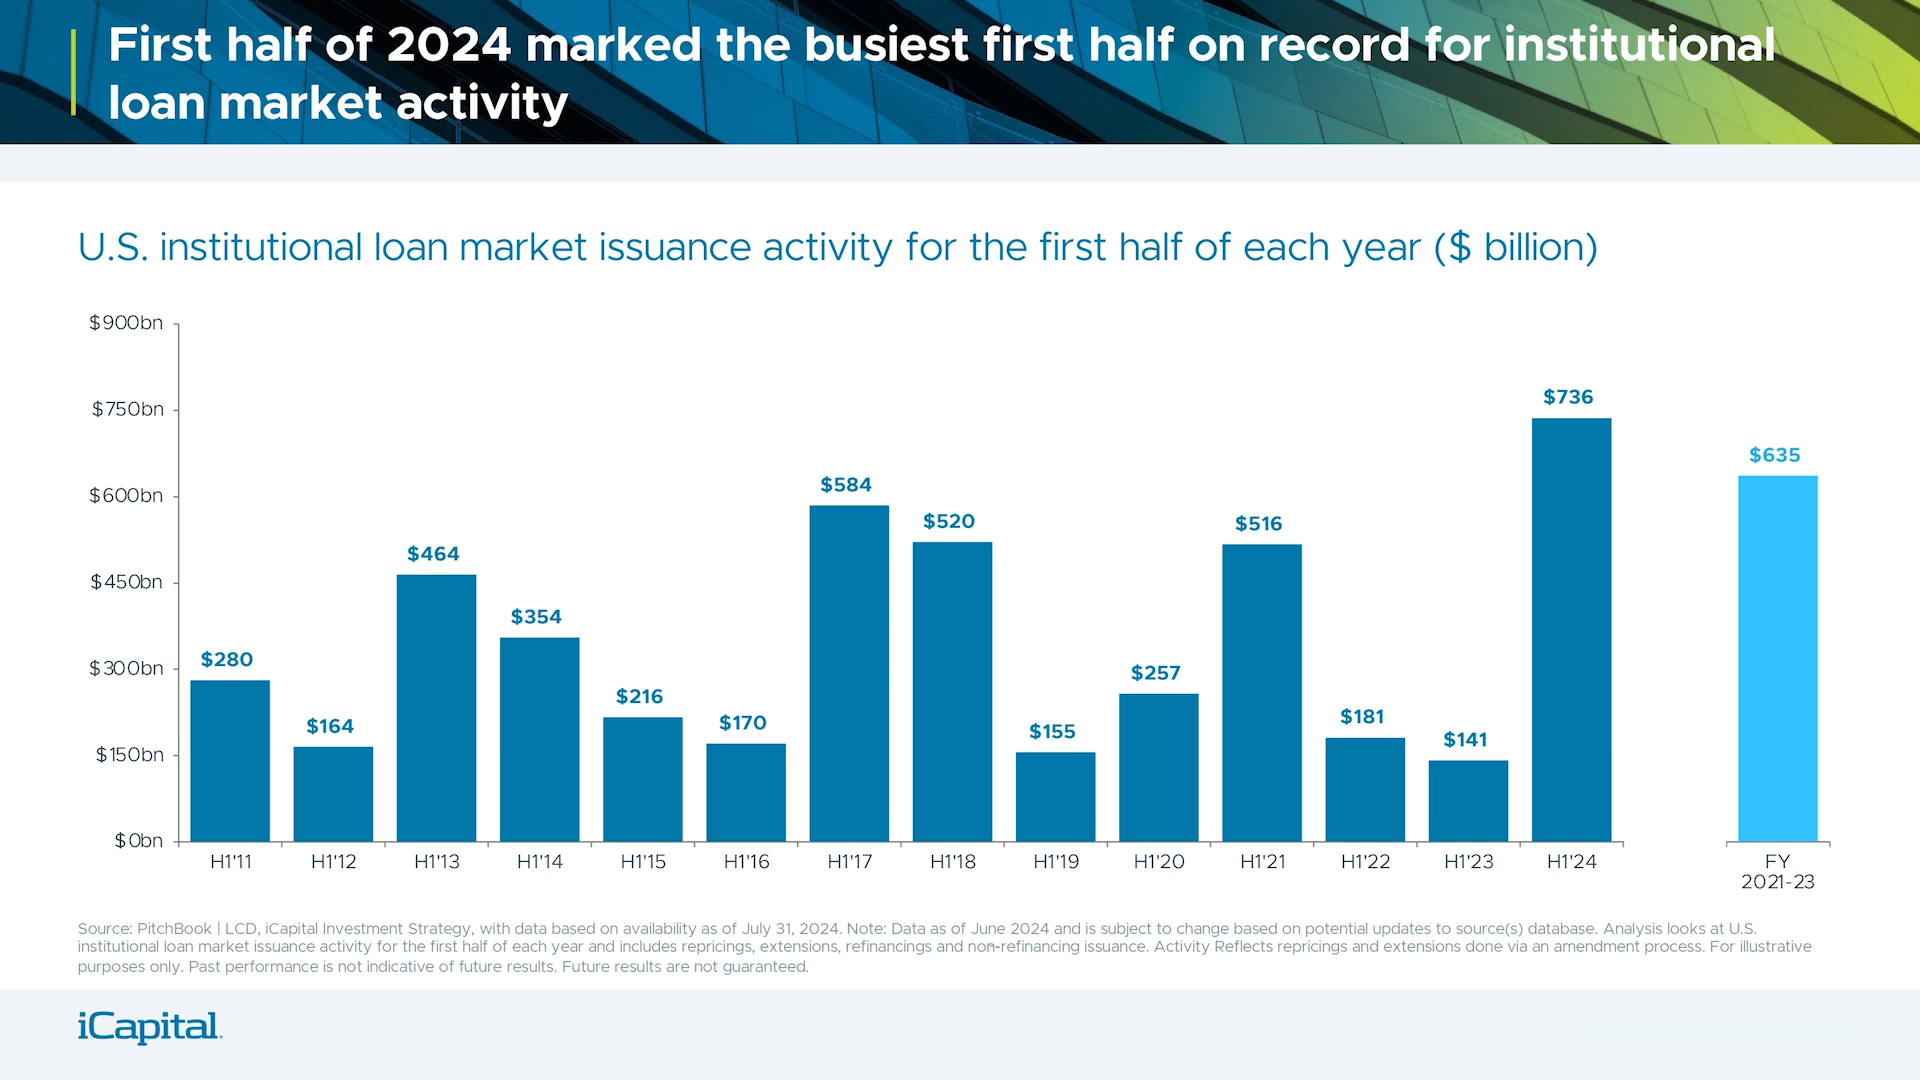 First half of 2024 marked the busiest first half on record for institutional
loan market activity
U.S. institutional loan market issuance activity for the first half of each year ($ billion)
$900bn
$750bn
$600bn
$450bn
$300bn
$150bn
$0bn
$280
$164
$464
$354
$216
$170
$584
$520
$155
$257
$516
$181
$141
$736
$635
H1'11
H1'12
H1'13
H1'14
H1'15
H1'16
H1'17
H1'18
H1'19
H1'20
H1'21
H1'22
H1'23
H1'24
FY
2021-23
Source: PitchBook | LCD, iCapital Investment Strategy, with data based on availability as of July 31, 2024. Note: Data as of June 2024 and is subject to change based on potential updates to source(s) database. Analysis looks at U.S.
institutional loan market issuance activity for the first half of each year and includes repricings, extensions, refinancings and non-refinancing issuance. Activity Reflects repricings and extensions done via an amendment process. For illustrative
purposes only. Past performance is not indicative of future results. Future results are not guaranteed.
iCapital.